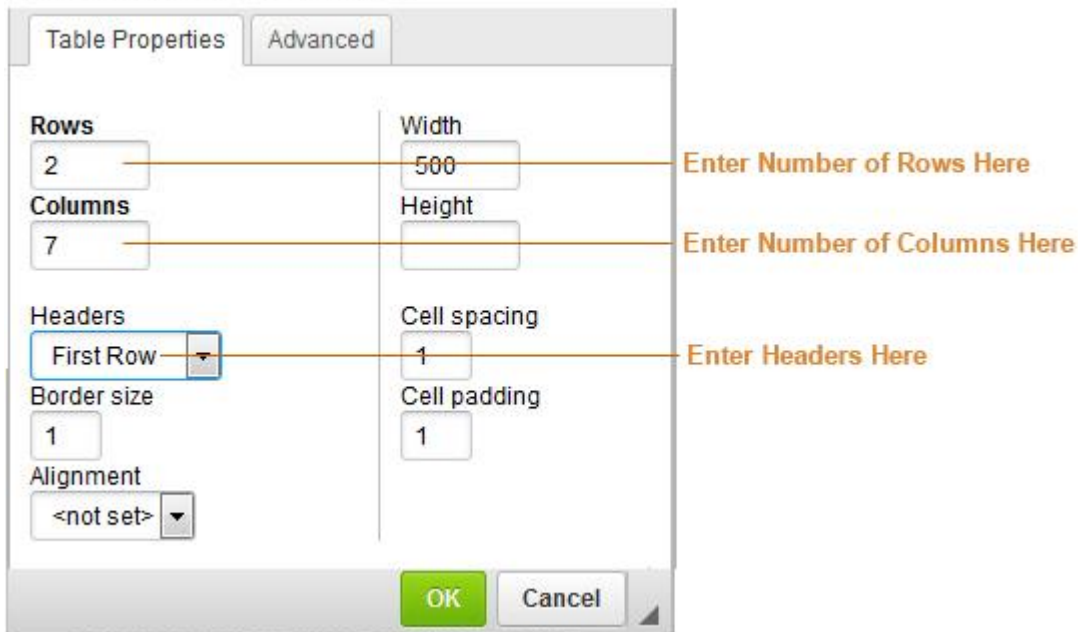 Table Properties
Advanced
Rows
2
Columns
7
Headers
First Row
Border size
1
Alignment
<not set>
Width
500
Height
Cell spacing
1
Cell padding
1
Enter Number of Rows Here
Enter Number of Columns Here
Enter Headers Here
OK
Cancel